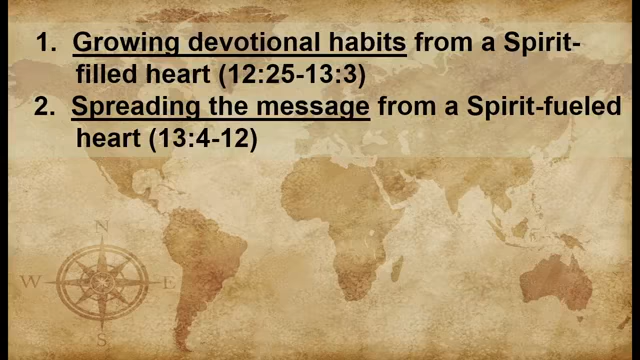 1. Growing devotional habits from a Spirit-
filled heart (12:25-13:3)
2. Spreading the message from a Spirit-fueled
heart (13:4-12)
N
W E
S